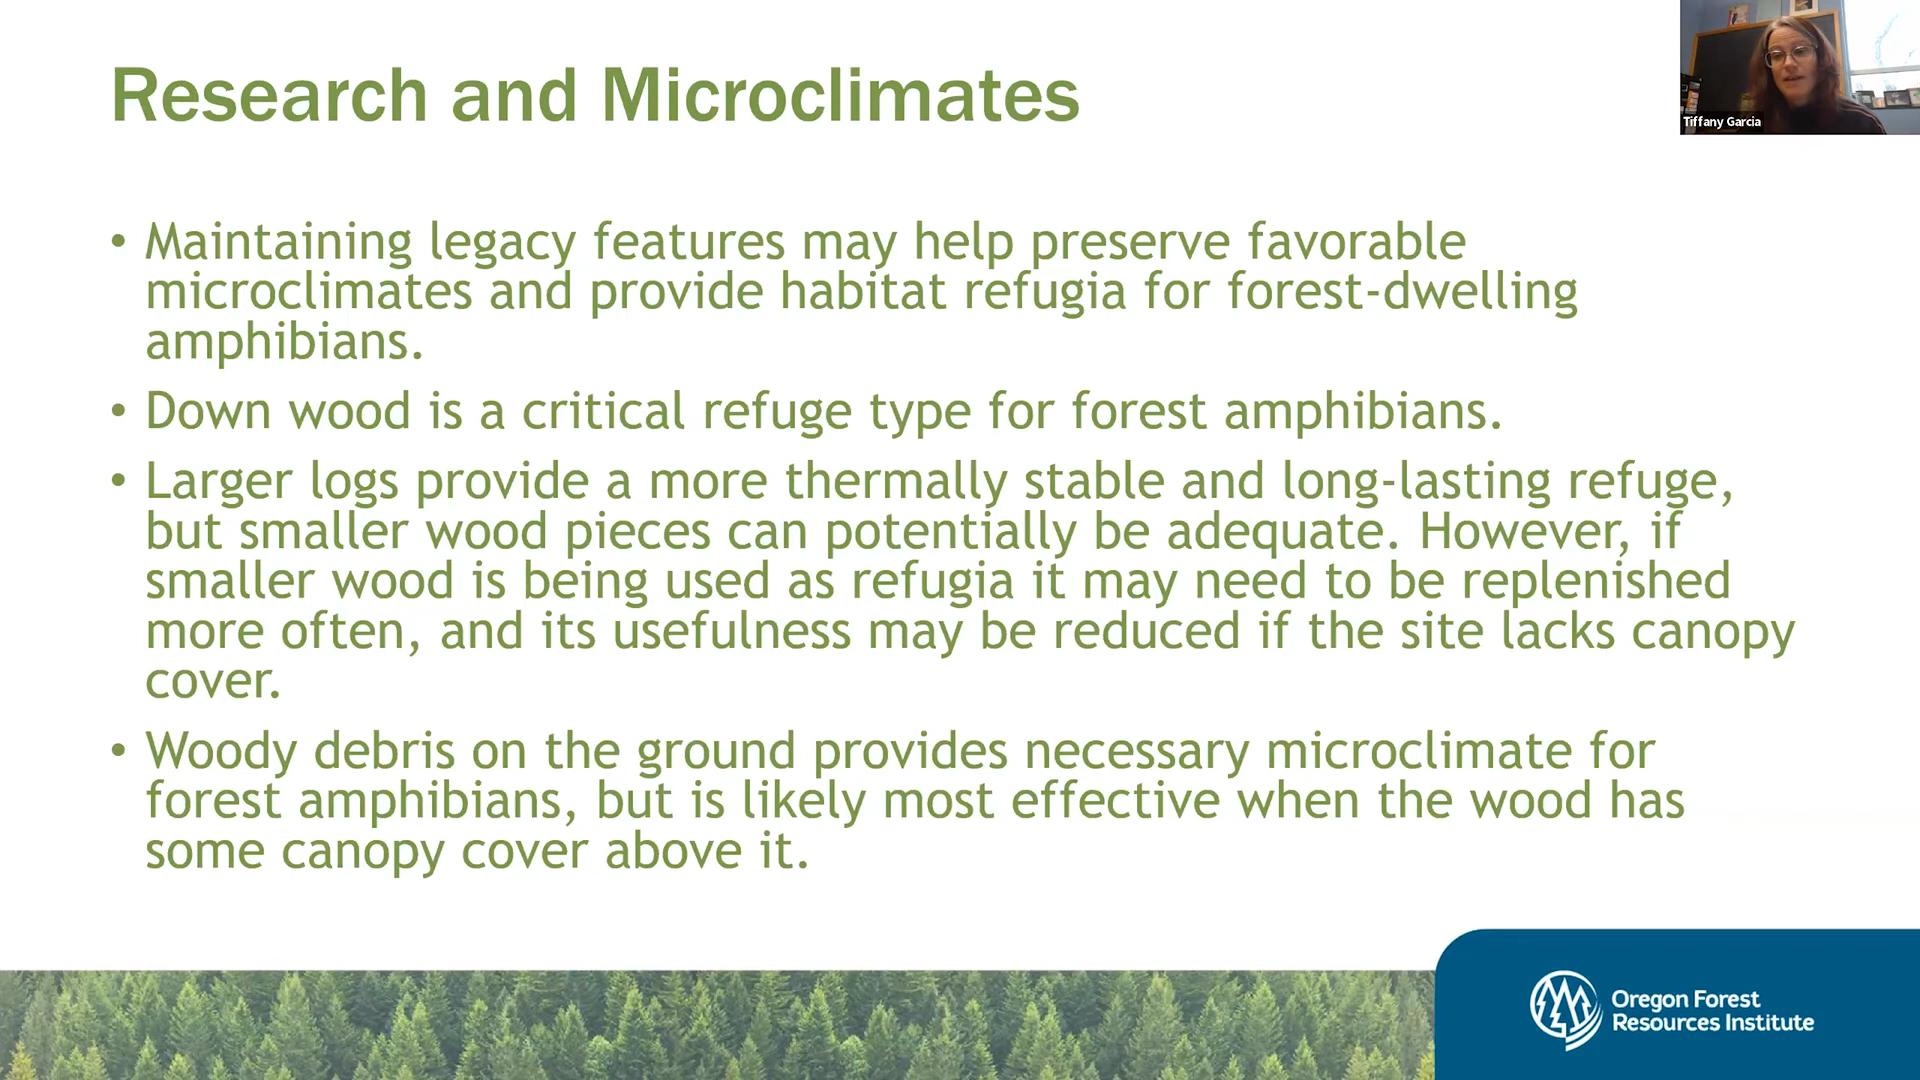 Research and Microclimates
Tiffany Garcia
• Maintaining legacy features may help preserve favorable
microclimates and provide habitat refugia for forest-dwelling
amphibians.
• Down wood is a critical refuge type for forest amphibians.
• Larger logs provide a more thermally stable and long-lasting refuge,
but smaller wood pieces can potentially be adequate. However, if
smaller wood is being used as refugia it may need to be replenished
more often, and its usefulness may be reduced if the site lacks canopy
cover.
• Woody debris on the ground provides necessary microclimate for
forest amphibians, but is likely most effective when the wood has
some canopy cover above it.
Oregon Forest
Resources Institute